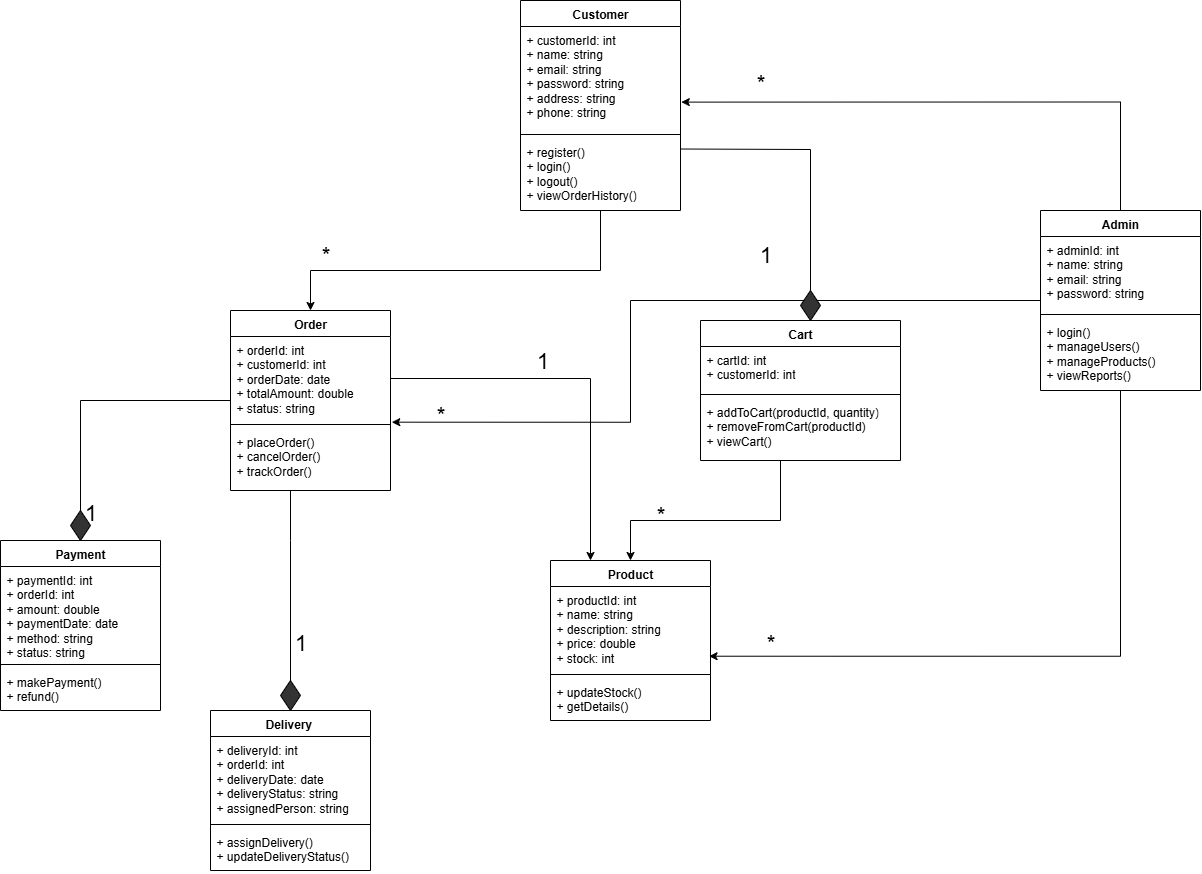 Customer
+ customerId: int
+ name: string
+ email: string
+ password: string
+ address: string
+ phone: string
+ register()
+ login()
+ logout()
+ viewOrderHistory()
*
*
1
Admin
+ adminId: int
+ name: string
+ email: string
+ password: string
+ login()
+ manageUsers()
+ manageProducts()
+ viewReports()
Order
+ orderId: int
+ customerId: int
+ orderDate: date
+ totalAmount: double
+ status: string
+ placeOrder()
+ cancelOrder()
+ trackOrder()
1
*
Cart
+ cartId: int
+ customerId: int
+ addToCart(productId, quantity)
+ removeFromCart(productId)
+ viewCart()
1
*
Payment
+ paymentId: int
+ orderId: int
+ amount: double
+ paymentDate: date
+ method: string
+ status: string
+ makePayment()
+ refund()
1
Product
+ productId: int
+ name: string
+ description: string
+ price: double
+ stock: int
+ updateStock()
+ getDetails()
*
Delivery
+ deliveryId: int
+ orderId: int
+ deliveryDate: date
+ deliveryStatus: string
+ assignedPerson: string
+ assignDelivery()
+ updateDeliveryStatus()